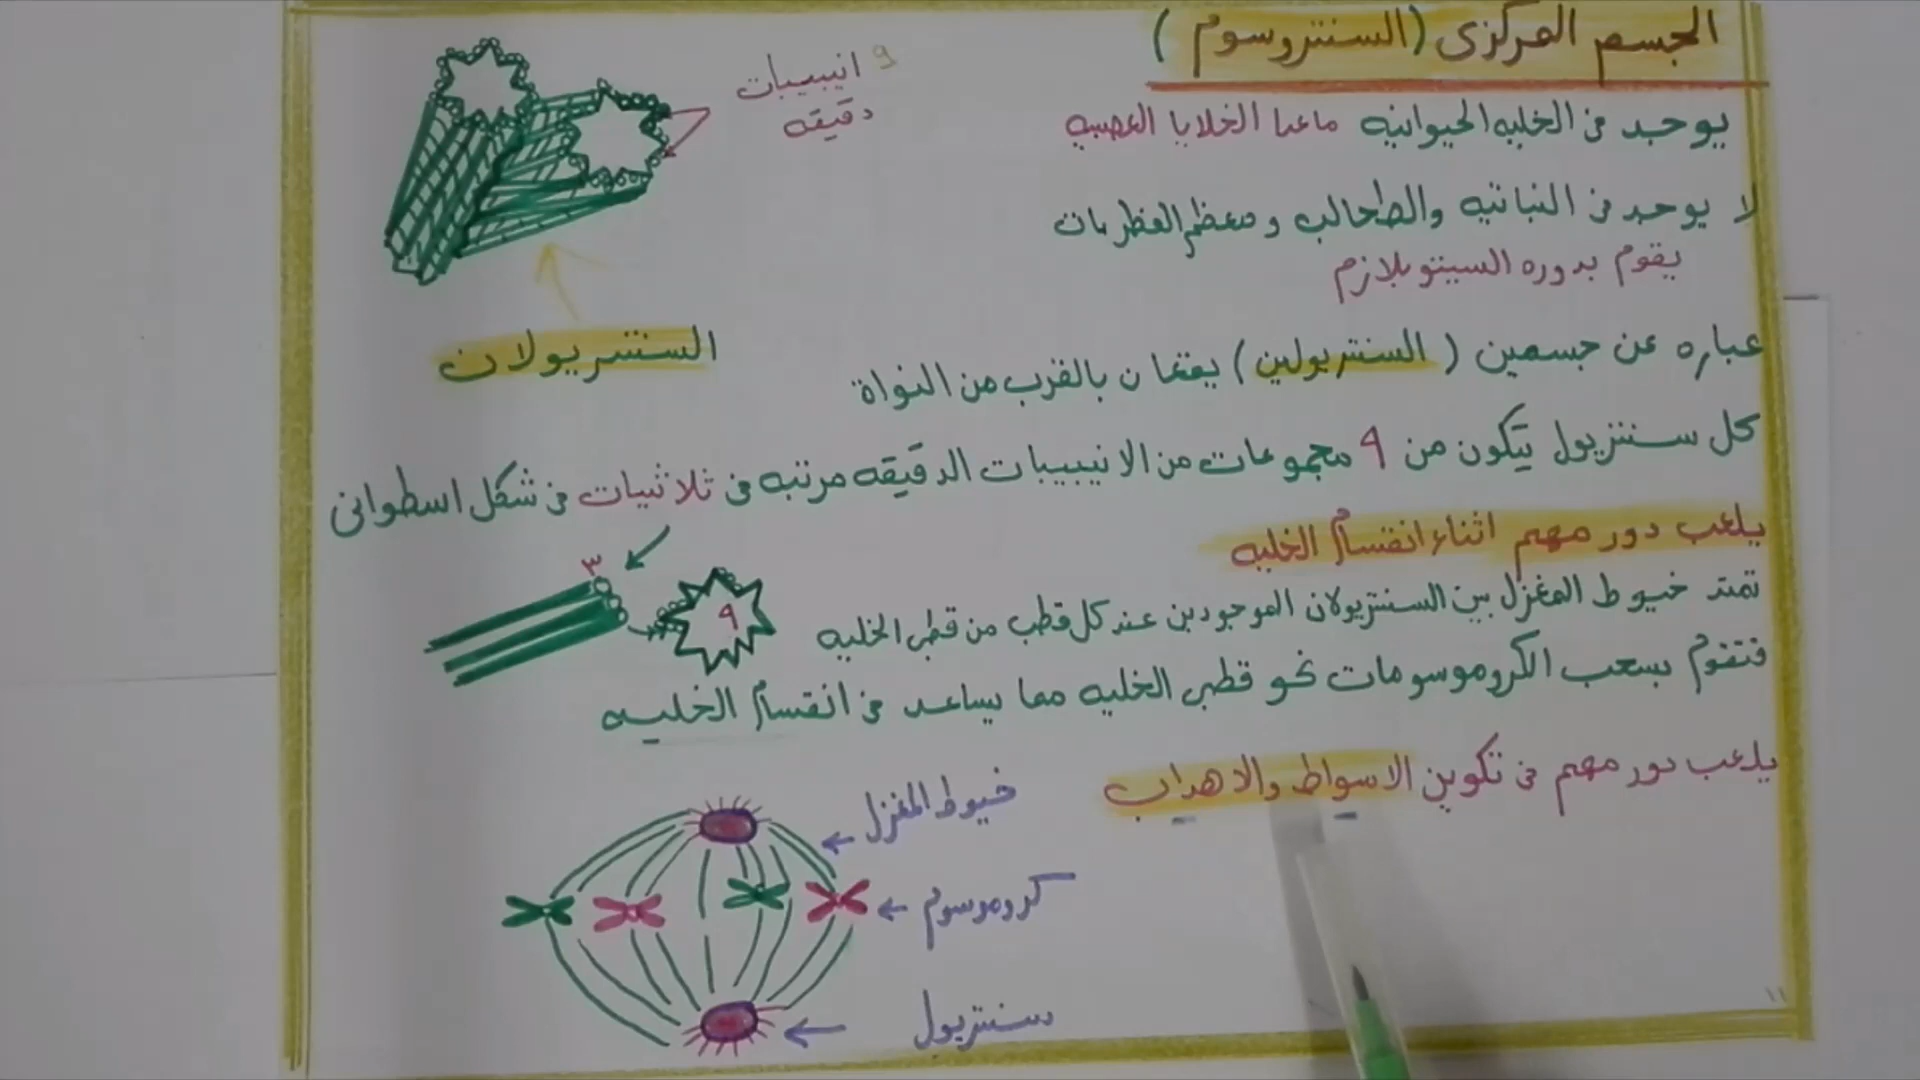 الجسم المركزى (السنتروسوم)
يوجد فى الخليه الحيوانيه ماعدا الخلايا العصبيه
لا يوجد فى النباتيه والطحالب ومعظم الفطريات
يقوم بدوره السيتوبلازم
عباره عن جسمين (السنتريولين) يقعان بالقرب من النواة
كل سنتريول يتكون من ٩ مجموعات من الانيبيبات الدقيقه مرتبه فى ثلاثيات فى شكل اسطوانى
يلعب دور مهم اثناء انقسام الخليه
تمتد خيوط المغزل بين السنتريولان الموجودين عند كل قطب من قطبى الخليه
فتقوم بسحب الكروموسومات نحو قطبى الخليه مما يساعد فى انقسام الخليه
يلعب دور مهم فى تكوين الاسواط والاهداب
٩ انيبيبات
دقيقه
السنتريولان
٣
٩
خيوط المغزل
كروموسوم
سنتريول
١١